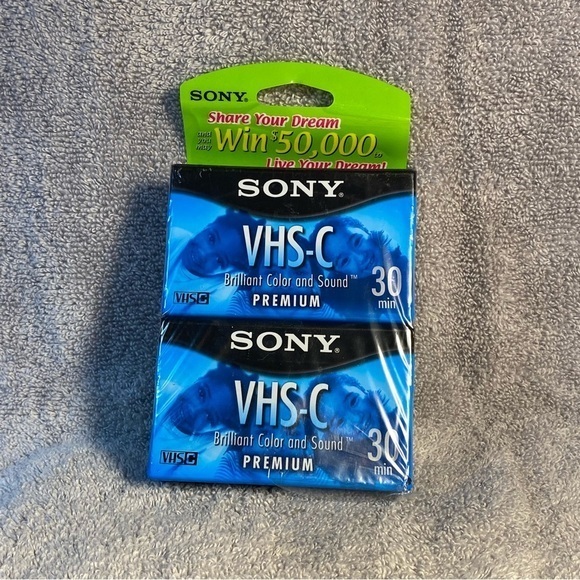 SONY®
Share Your Dream
and you may
Win $50,000 to
Live Your Dream!
SONY®
VHS-C
Brilliant Color and Sound™
PREMIUM
30
min
VHS C
SONY®
VHS-C
Brilliant Color and Sound™
PREMIUM
30
min
VHS C